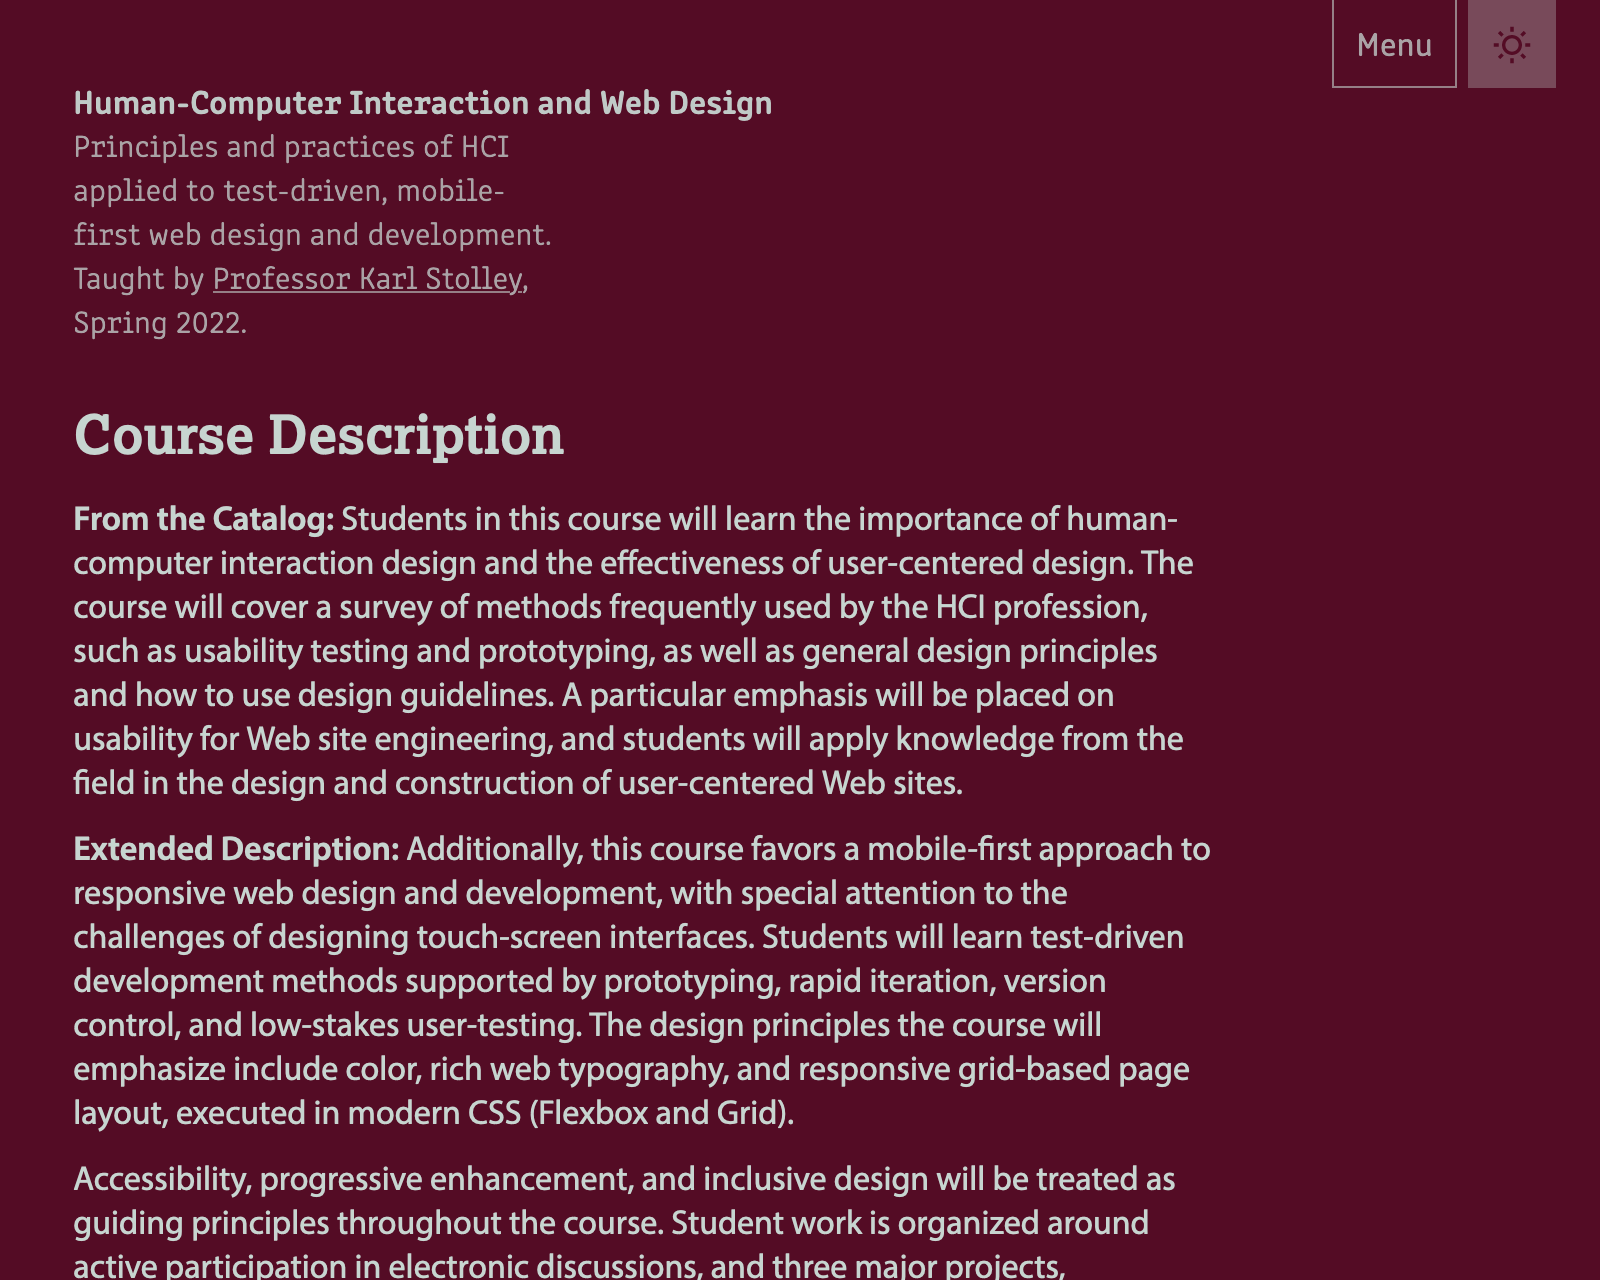 Menu
Human-Computer Interaction and Web Design
Principles and practices of HCI
applied to test-driven, mobile-
first web design and development.
Taught by Professor Karl Stolley,
Spring 2022.
Course Description
From the Catalog: Students in this course will learn the importance of human-
computer interaction design and the effectiveness of user-centered design. The
course will cover a survey of methods frequently used by the HCI profession,
such as usability testing and prototyping, as well as general design principles
and how to use design guidelines. A particular emphasis will be placed on
usability for Web site engineering, and students will apply knowledge from the
field in the design and construction of user-centered Web sites.
Extended Description: Additionally, this course favors a mobile-first approach to
responsive web design and development, with special attention to the
challenges of designing touch-screen interfaces. Students will learn test-driven
development methods supported by prototyping, rapid iteration, version
control, and low-stakes user-testing. The design principles the course will
emphasize include color, rich web typography, and responsive grid-based page
layout, executed in modern CSS (Flexbox and Grid).
Accessibility, progressive enhancement, and inclusive design will be treated as
guiding principles throughout the course. Student work is organized around
active participation in electronic discussions, and three major projects,